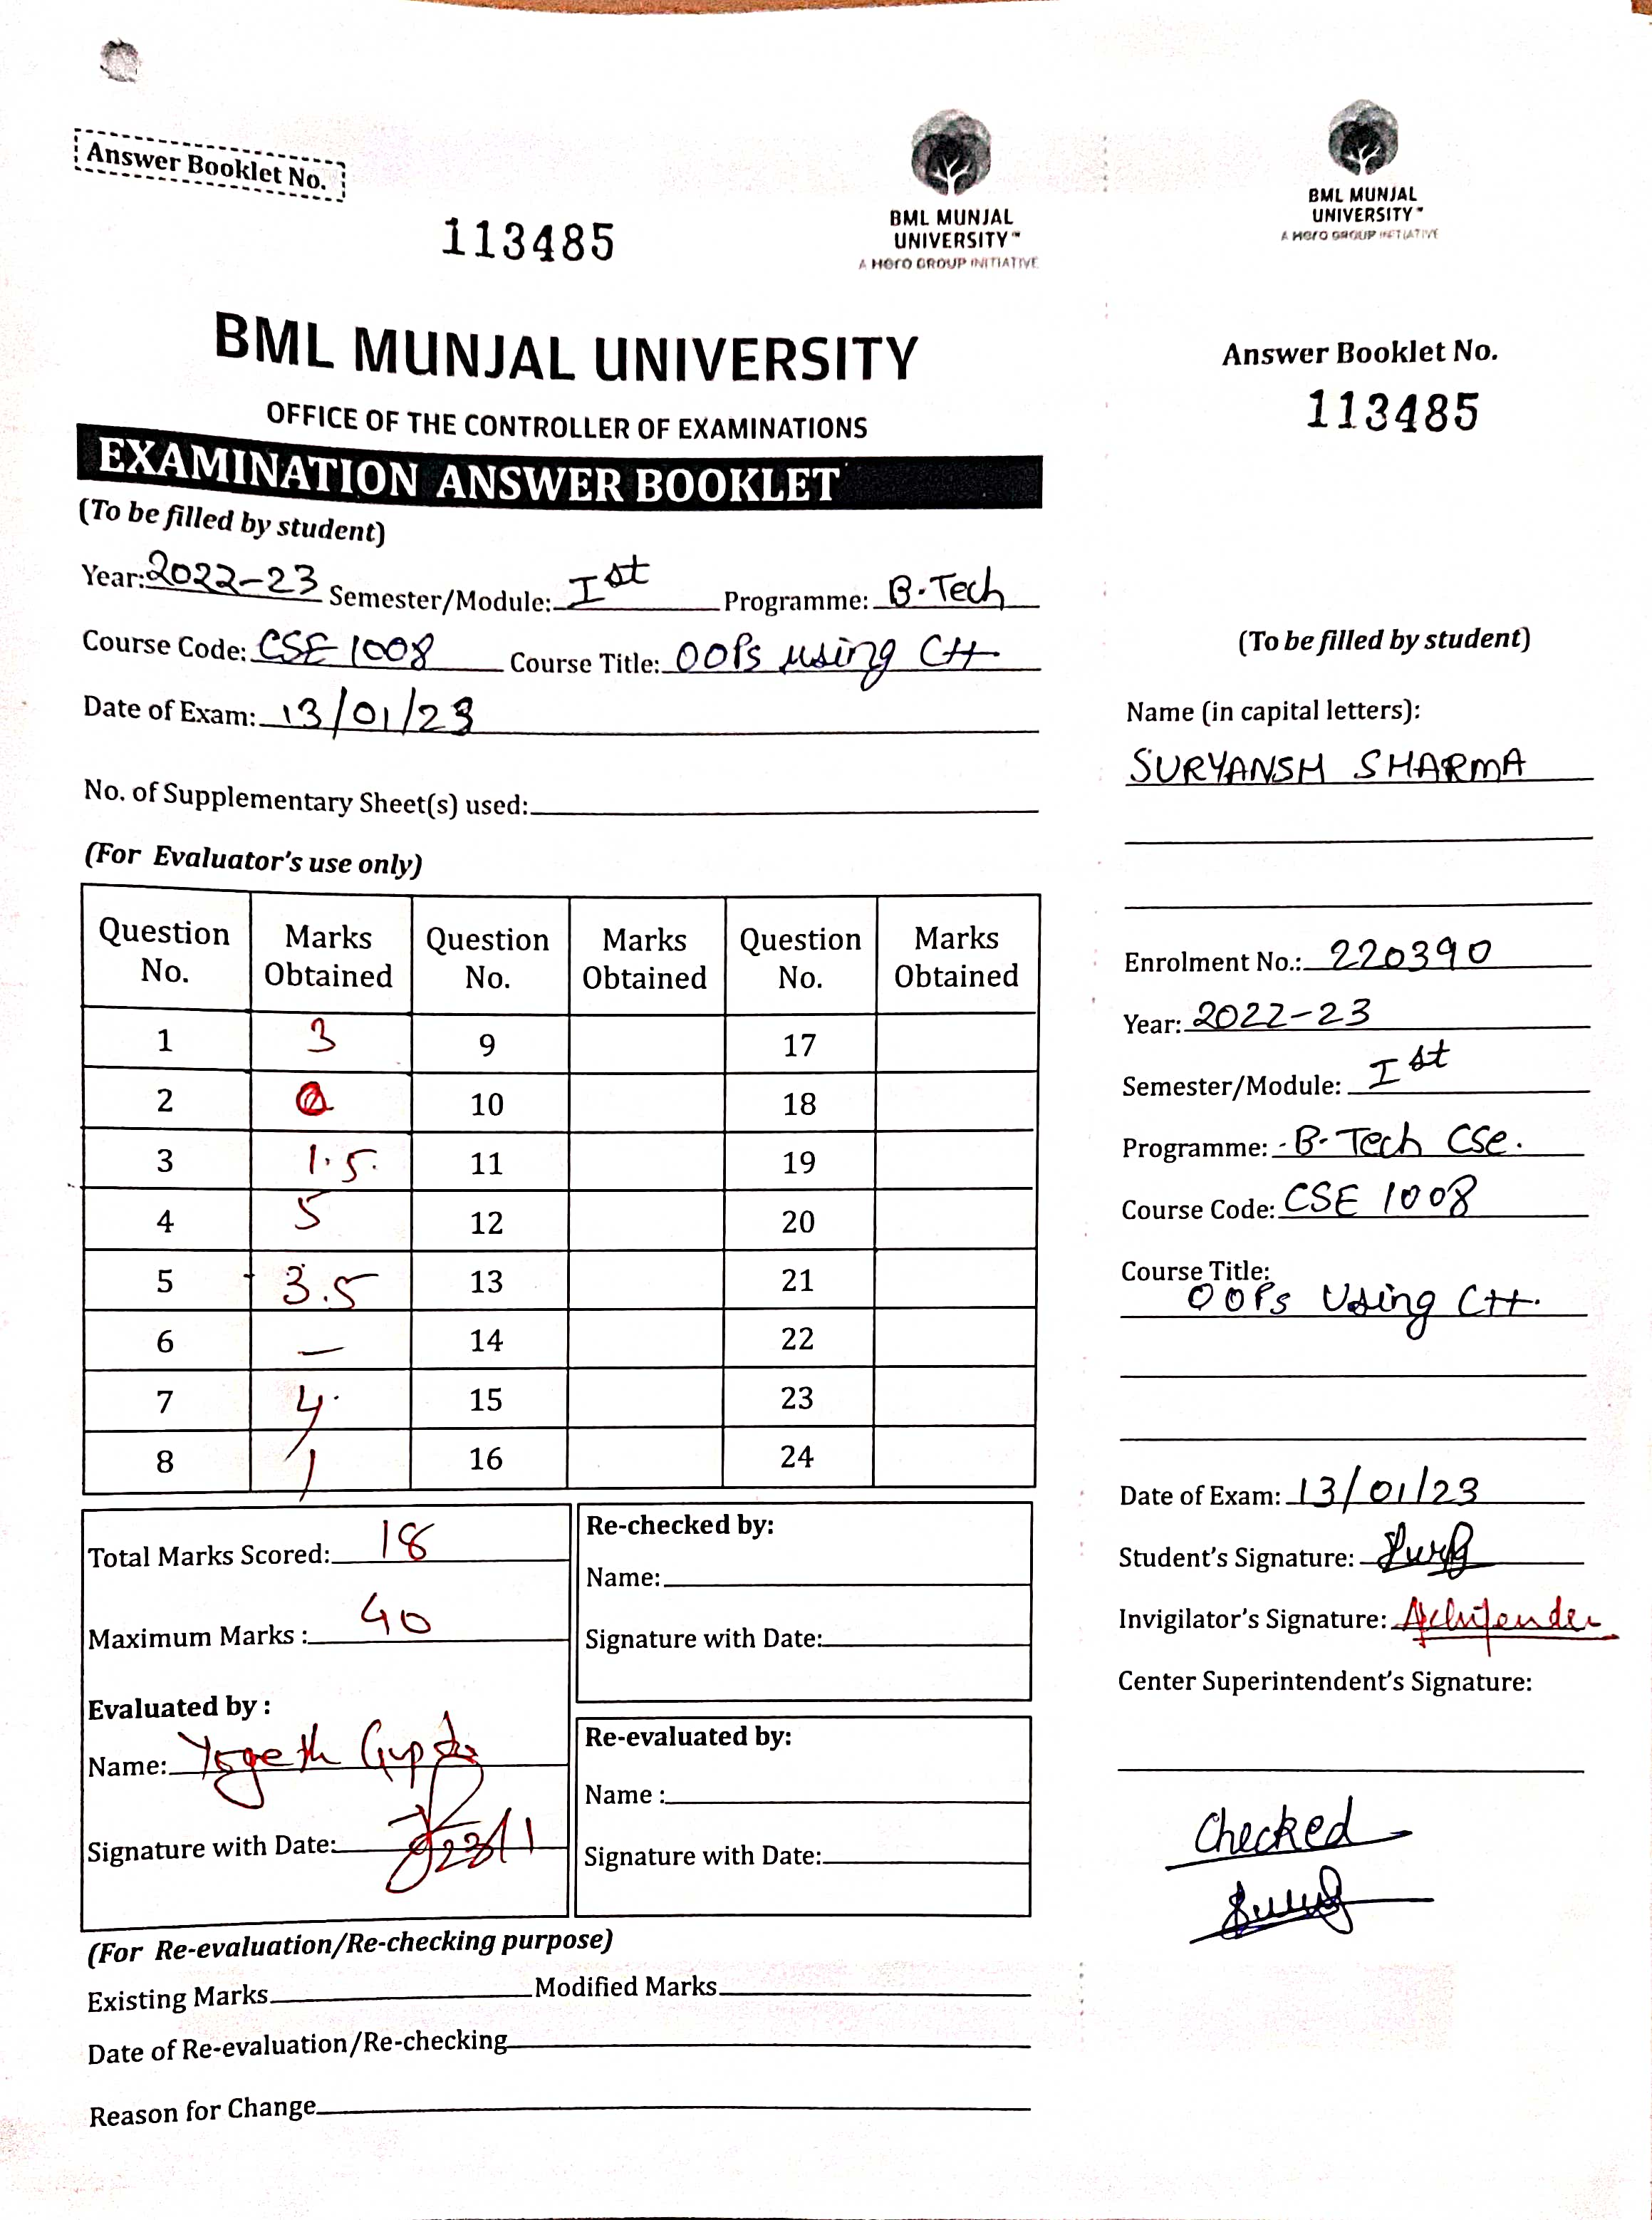 Answer Booklet No.
113485
BML MUNJAL
UNIVERSITY™
A Hero GROUP INITIATIVE
BML MUNJAL UNIVERSITY
OFFICE OF THE CONTROLLER OF EXAMINATIONS
EXAMINATION ANSWER BOOKLET
(To be filled by student)
Year: 2022-23 Semester/Module: Ist Programme: B.Tech
Course Code: CSE 1008 Course Title: OOPs using C++
Date of Exam: 13/01/23
No. of Supplementary Sheet(s) used:
(For Evaluator's use only)
Question No. Marks Obtained Question No. Marks Obtained Question No. Marks Obtained
1 3 9 17
2 10 18
3 1.5 11 19
4 5 12 20
5 3.5 13 21
6 — 14 22
7 4 15 23
8 1 16 24
Total Marks Scored: 18
Maximum Marks : 40
Evaluated by :
Name: Yogesh Gupta
Signature with Date: 23/1
Re-checked by:
Name:
Signature with Date:
Re-evaluated by:
Name :
Signature with Date:
(For Re-evaluation/Re-checking purpose)
Existing Marks Modified Marks
Date of Re-evaluation/Re-checking
Reason for Change
BML MUNJAL
UNIVERSITY™
A Hero GROUP INITIATIVE
Answer Booklet No.
113485
(To be filled by student)
Name (in capital letters):
SURYANSH SHARMA
Enrolment No.: 220390
Year: 2022-23
Semester/Module: Ist
Programme: B-Tech CSe.
Course Code: CSE 1008
Course Title:
OOPs Using C++.
Date of Exam: 13/01/23
Student's Signature:
Invigilator's Signature:
Center Superintendent's Signature:
Checked